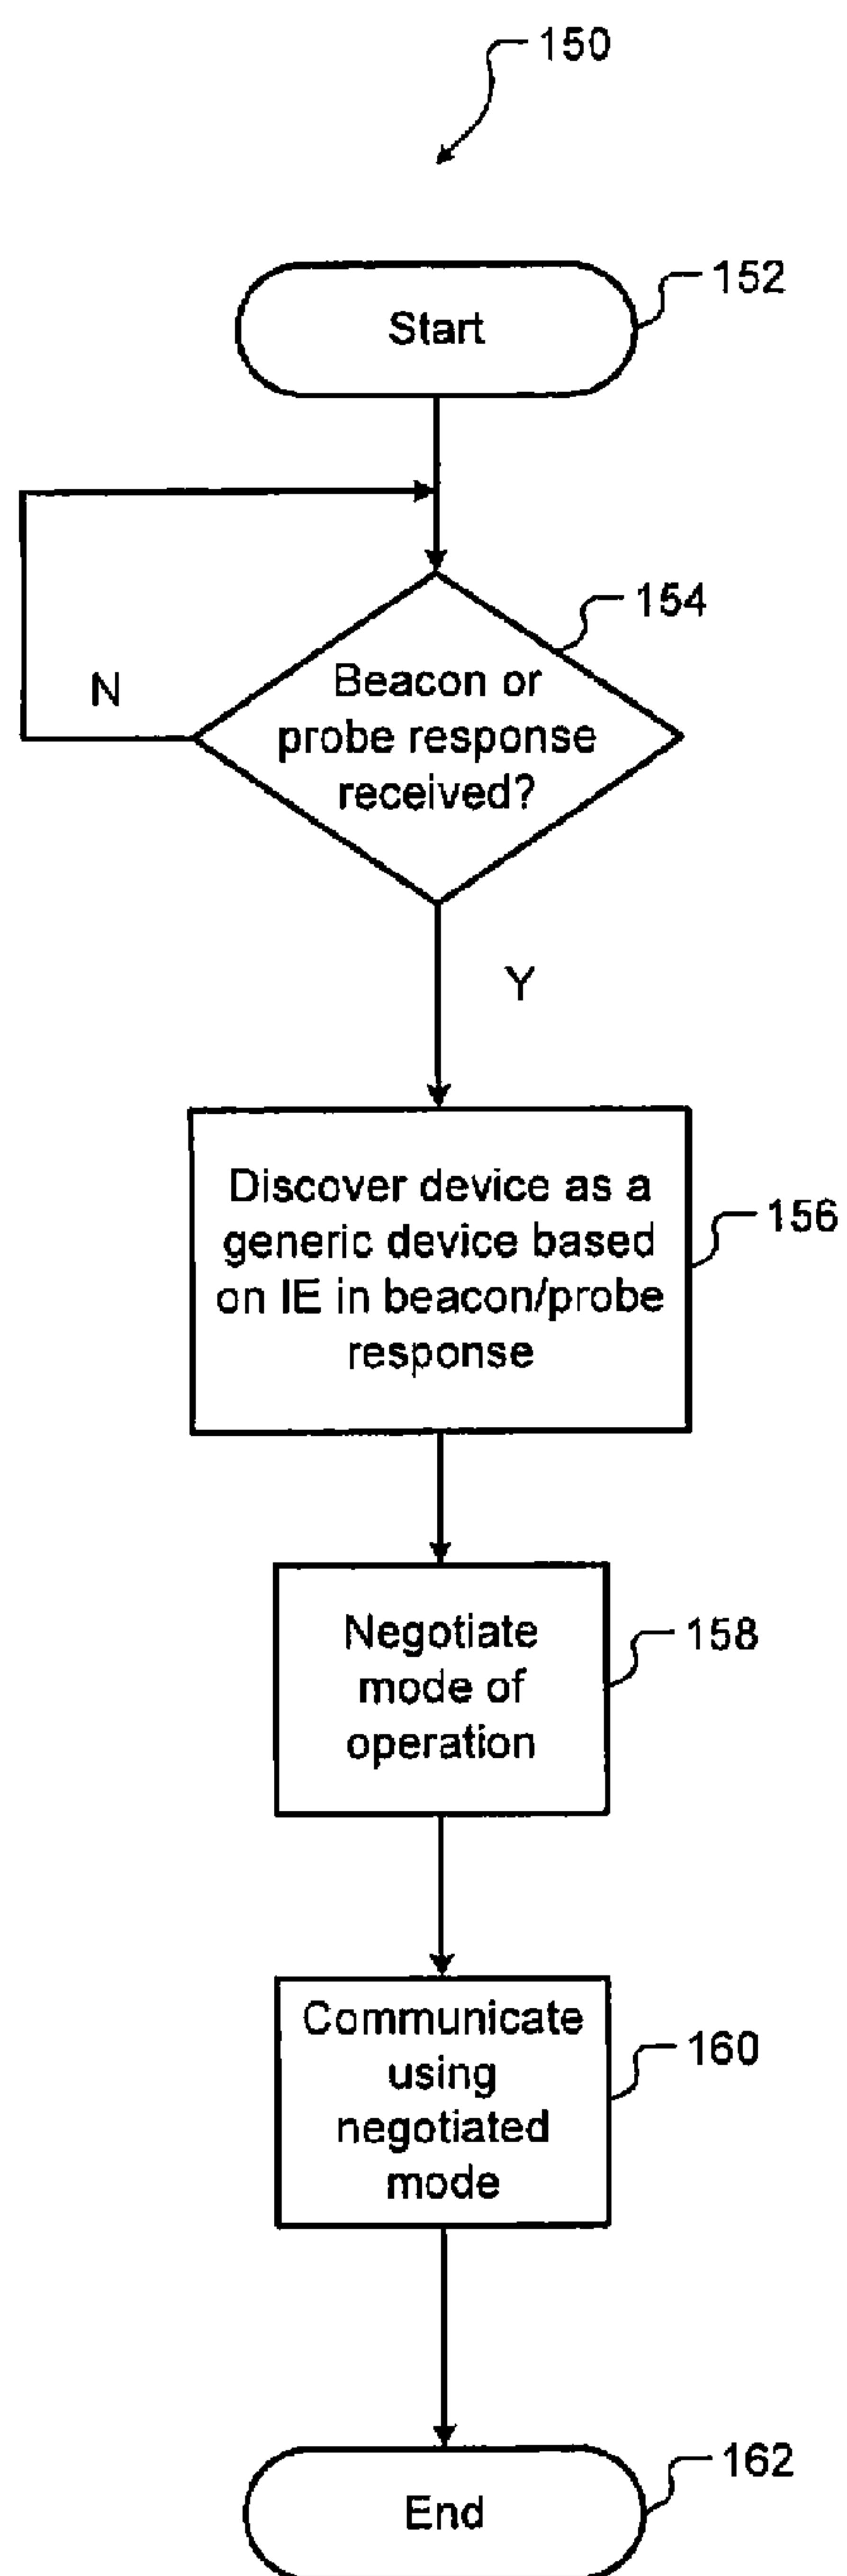 150
152
Start
154
Beacon or
probe response
received?
N
Y
Discover device as a
generic device based
on IE in beacon/probe
response
156
Negotiate
mode of
operation
158
Communicate
using
negotiated
mode
160
162
End